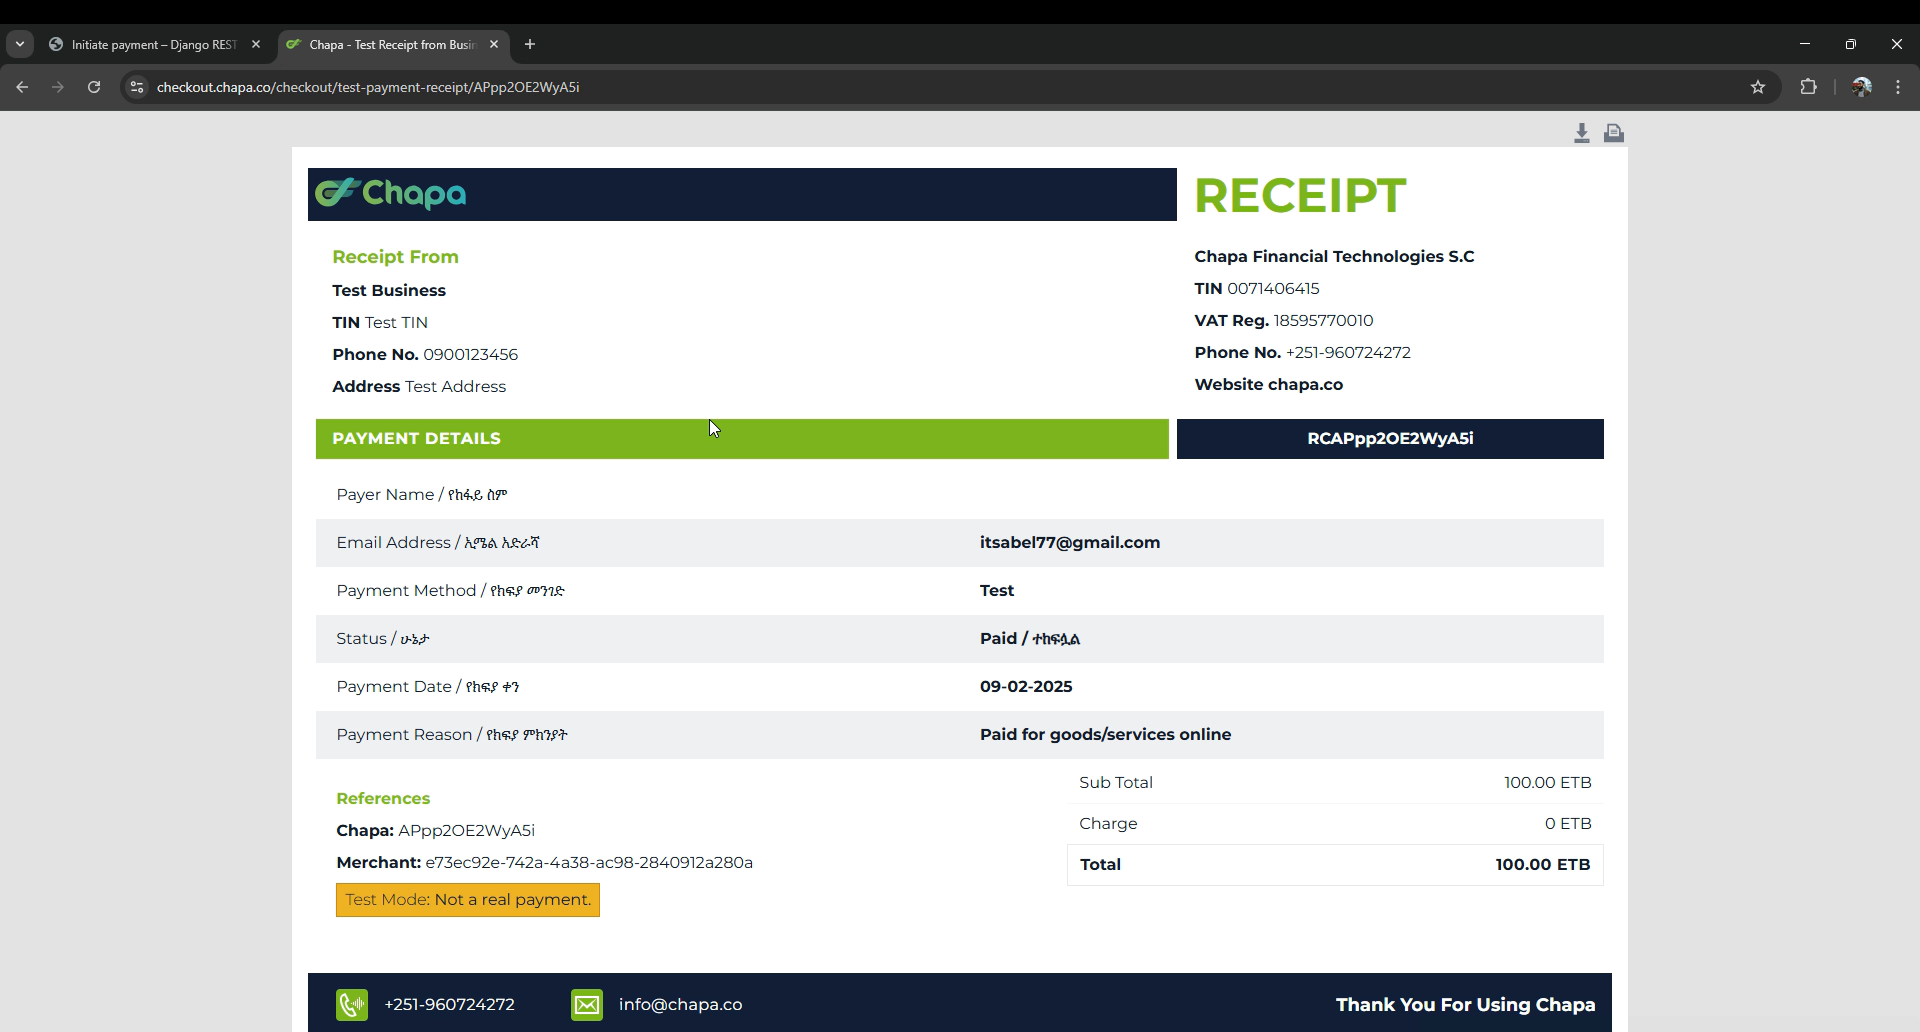 Initiate payment – Django REST
Chapa - Test Receipt from Busin
checkout.chapa.co/checkout/test-payment-receipt/APpp2OE2WyA5i
Chapa
RECEIPT
Receipt From
Test Business
TIN Test TIN
Phone No. 0900123456
Address Test Address
Chapa Financial Technologies S.C
TIN 0071406415
VAT Reg. 18595770010
Phone No. +251-960724272
Website chapa.co
PAYMENT DETAILS
RCAPpp2OE2WyA5i
Payer Name / የከፋይ ስም
Email Address / ኢሜል አድራሻ
itsabel77@gmail.com
Payment Method / የክፍያ መንገድ
Test
Status / ሁኔታ
Paid / ተከፍሏል
Payment Date / የክፍያ ቀን
09-02-2025
Payment Reason / የክፍያ ምክንያት
Paid for goods/services online
References
Chapa: APpp2OE2WyA5i
Merchant: e73ec92e-742a-4a38-ac98-2840912a280a
Test Mode: Not a real payment.
Sub Total 100.00 ETB
Charge 0 ETB
Total 100.00 ETB
+251-960724272
info@chapa.co
Thank You For Using Chapa